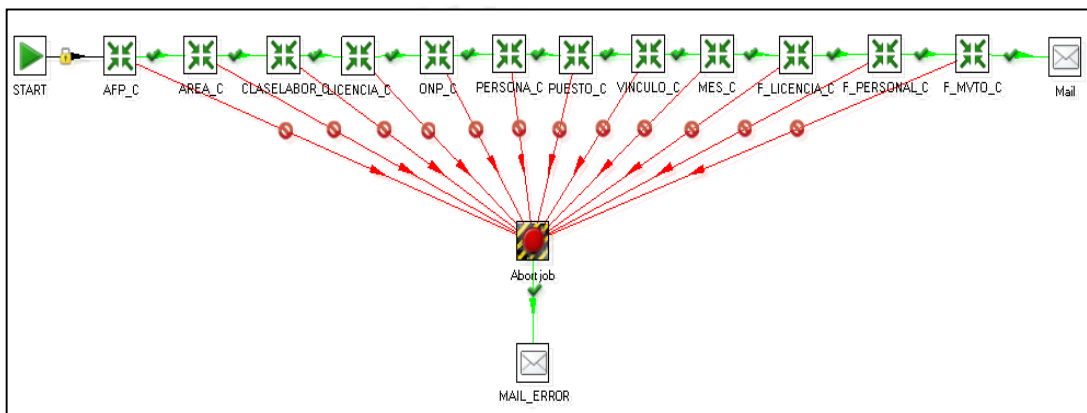 START
AFP_C
AREA_C
CLASELABOR_C
LICENCIA_C
ONP_C
PERSONA_C
PUESTO_C
VINCULO_C
MES_C
F_LICENCIA_C
F_PERSONAL_C
F_MVTO_C
Mail
Abort job
MAIL_ERROR